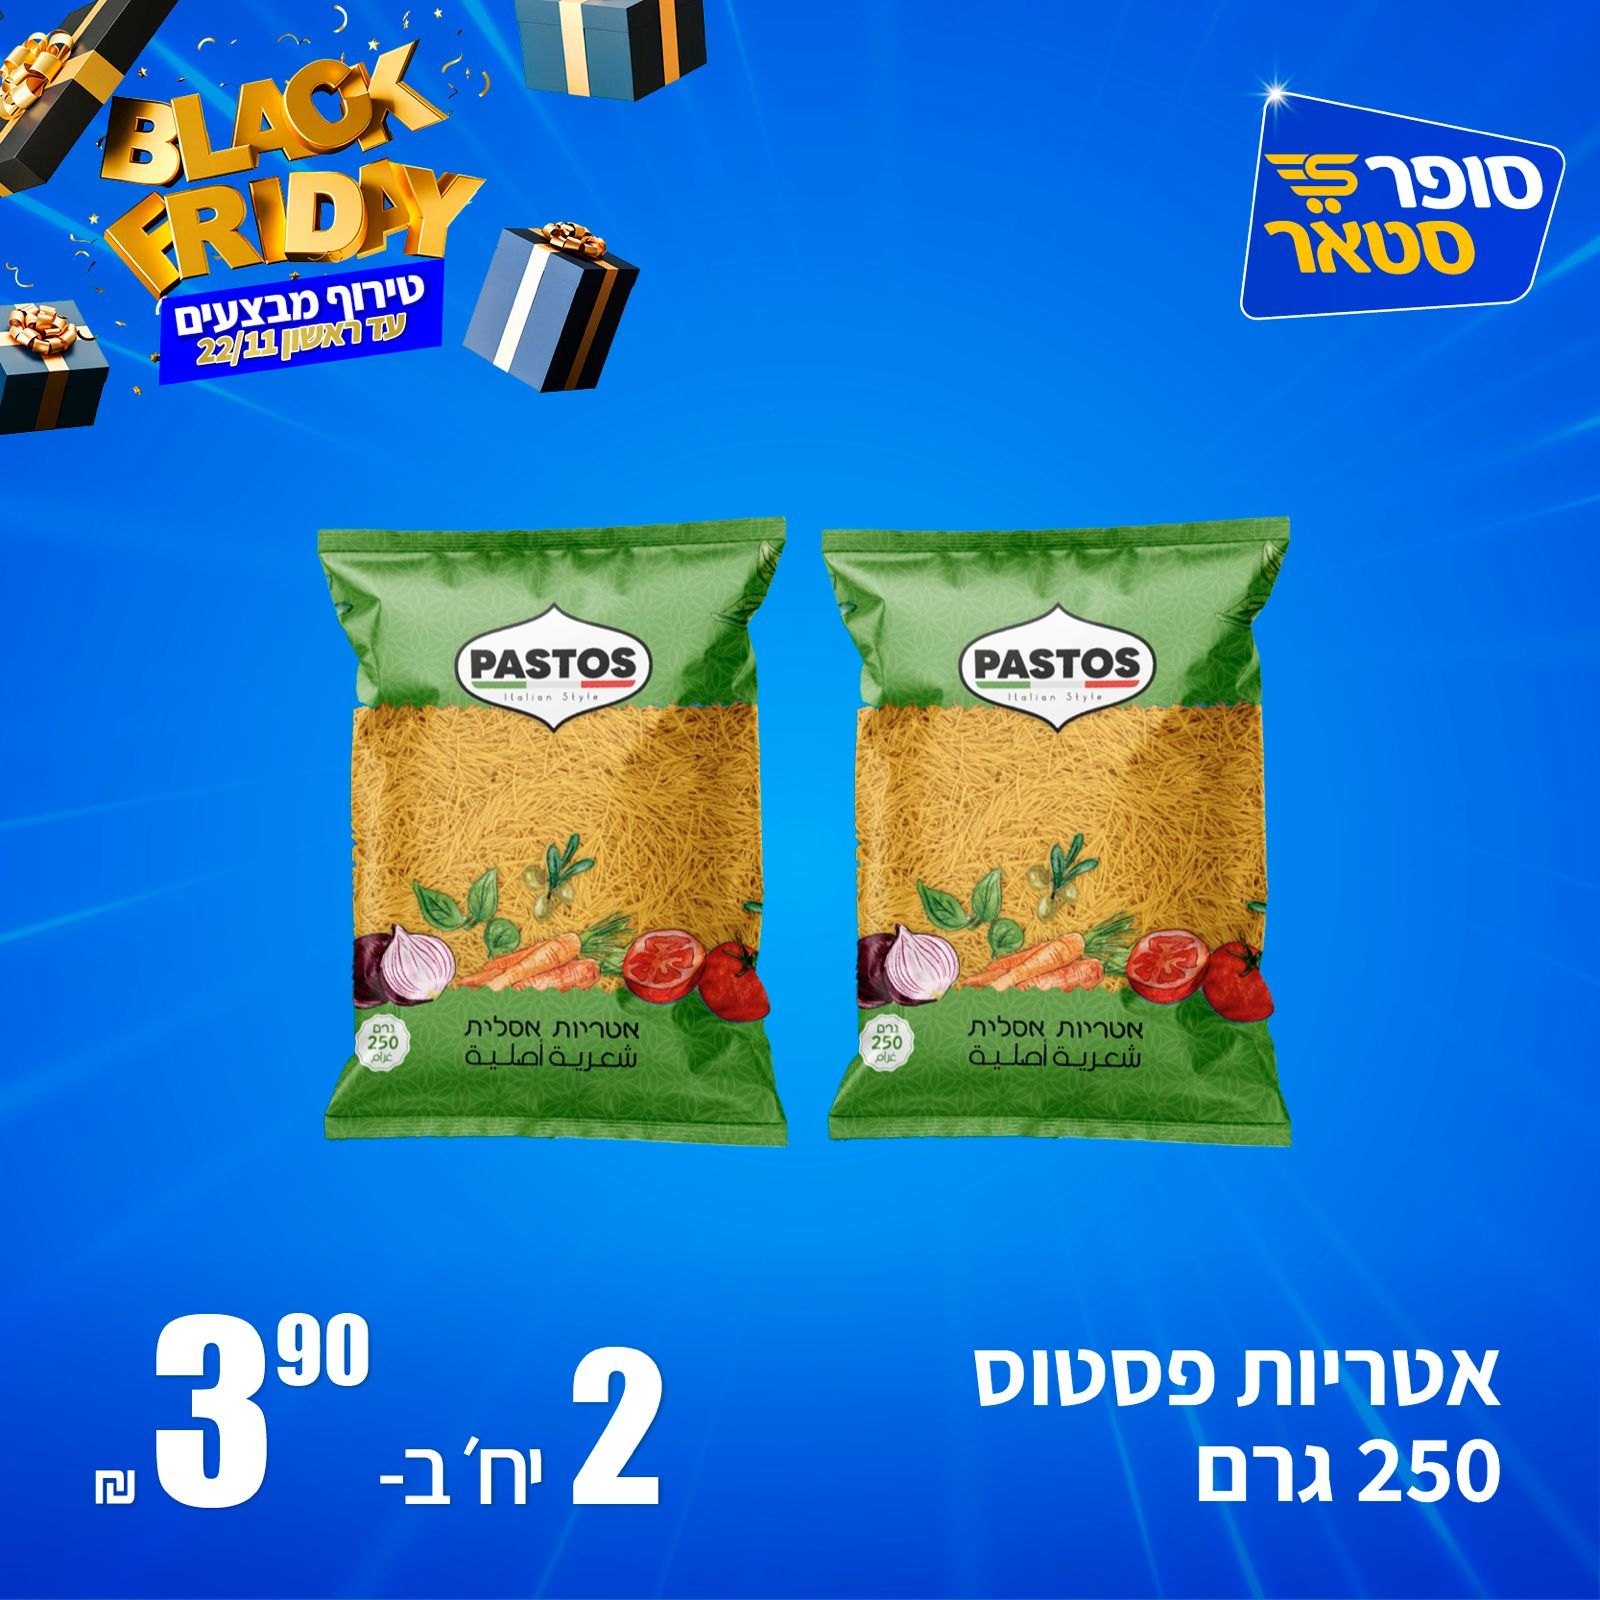 BLACK
FRIDAY
טירוף מבצעים
עד ראשון 22/11
סופר
סטאר
PASTOS
Italian Style
גרם
250
غرام
אטריות אסלית
شعرية أصلية
PASTOS
Italian Style
גרם
250
غرام
אטריות אסלית
شعرية أصلية
אטריות פסטוס
250 גרם
2 יח' ב- 3.90 ₪